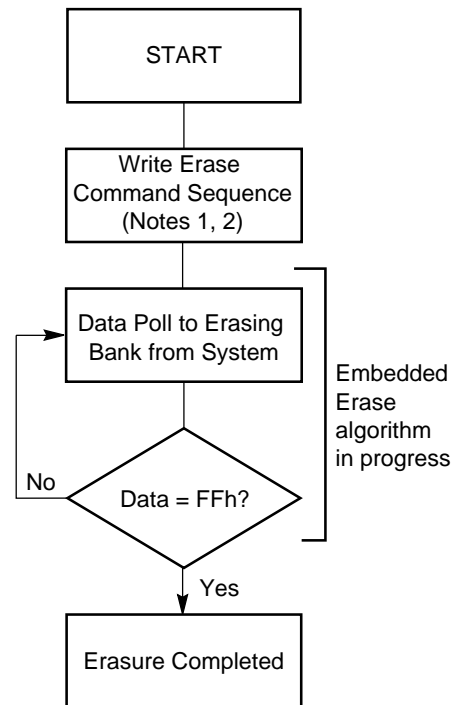 START
Write Erase
Command Sequence
(Notes 1, 2)
Data Poll to Erasing
Bank from System
Embedded
Erase
algorithm
in progress
No
Data = FFh?
Yes
Erasure Completed